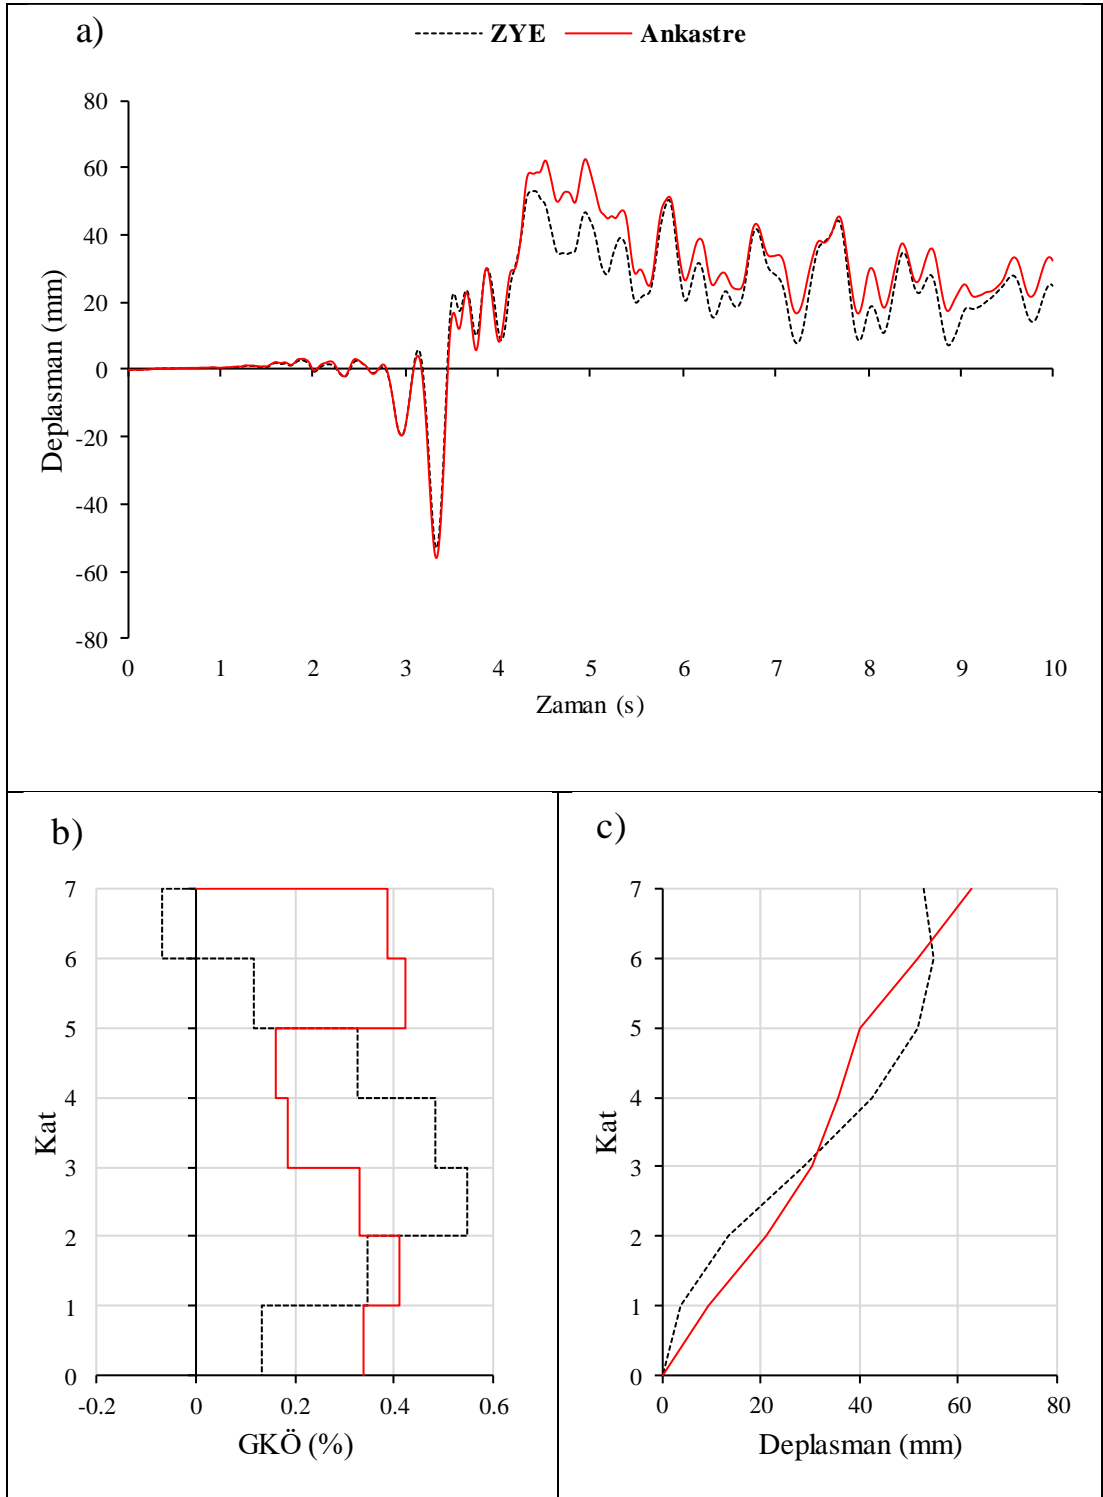 a)
ZYE Ankastre
80
60
40
20
0
-20
-40
-60
-80
Deplasman (mm)
0 1 2 3 4 5 6 7 8 9 10
Zaman (s)
b)
7
6
5
4
3
2
1
0
Kat
-0.2 0 0.2 0.4 0.6
GKÖ (%)
c)
7
6
5
4
3
2
1
0
Kat
0 20 40 60 80
Deplasman (mm)